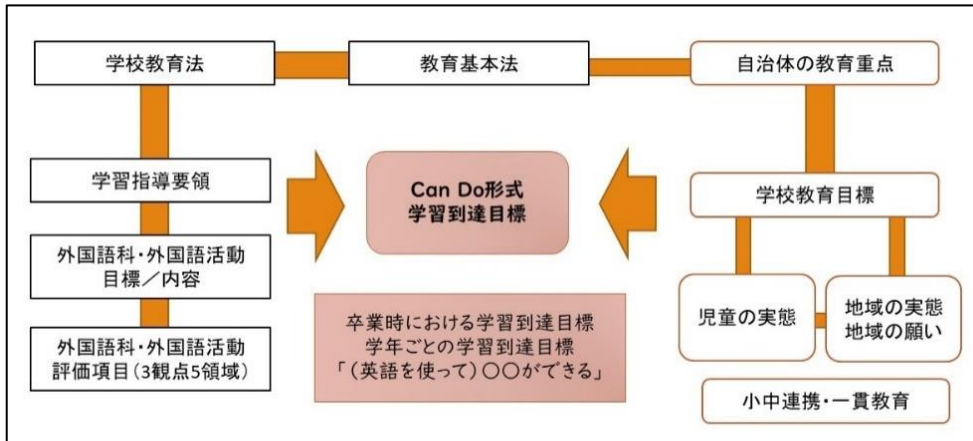 学校教育法
教育基本法
自治体の教育重点
学習指導要領
Can Do形式
学習到達目標
学校教育目標
外国語科・外国語活動
目標／内容
児童の実態
地域の実態
地域の願い
卒業時における学習到達目標
学年ごとの学習到達目標
「（英語を使って）〇〇ができる」
外国語科・外国語活動
評価項目（3観点5領域）
小中連携・一貫教育